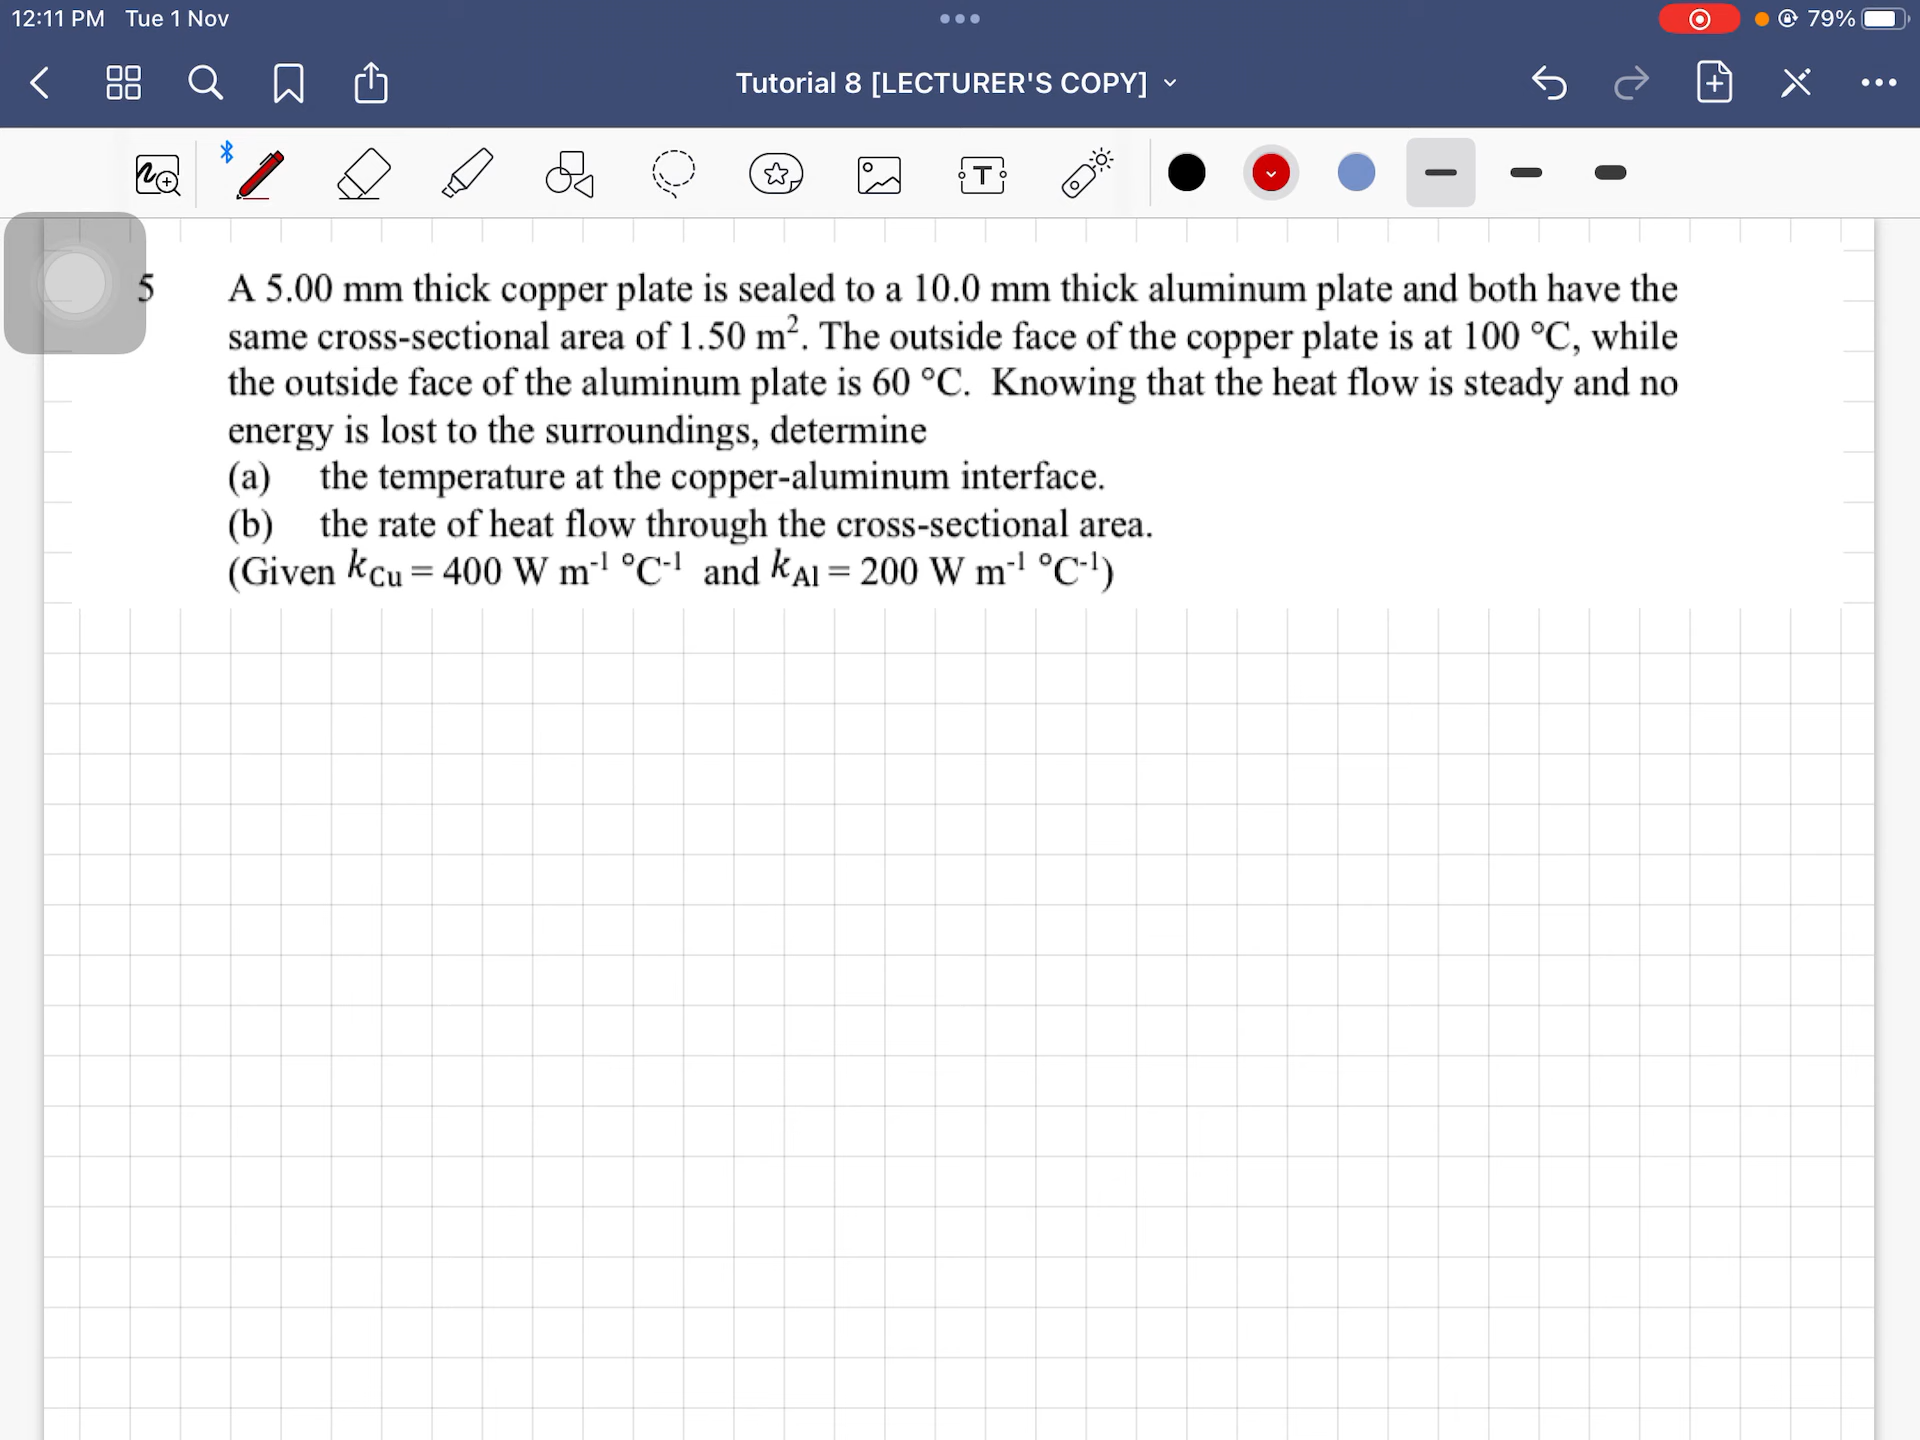 12:11 PM Tue 1 Nov
79%
Tutorial 8 [LECTURER'S COPY]
5 A 5.00 mm thick copper plate is sealed to a 10.0 mm thick aluminum plate and both have the
same cross-sectional area of 1.50 m². The outside face of the copper plate is at 100 °C, while
the outside face of the aluminum plate is 60 °C. Knowing that the heat flow is steady and no
energy is lost to the surroundings, determine
(a) the temperature at the copper-aluminum interface.
(b) the rate of heat flow through the cross-sectional area.
(Given kCu = 400 W m⁻¹ °C⁻¹ and kAl = 200 W m⁻¹ °C⁻¹)